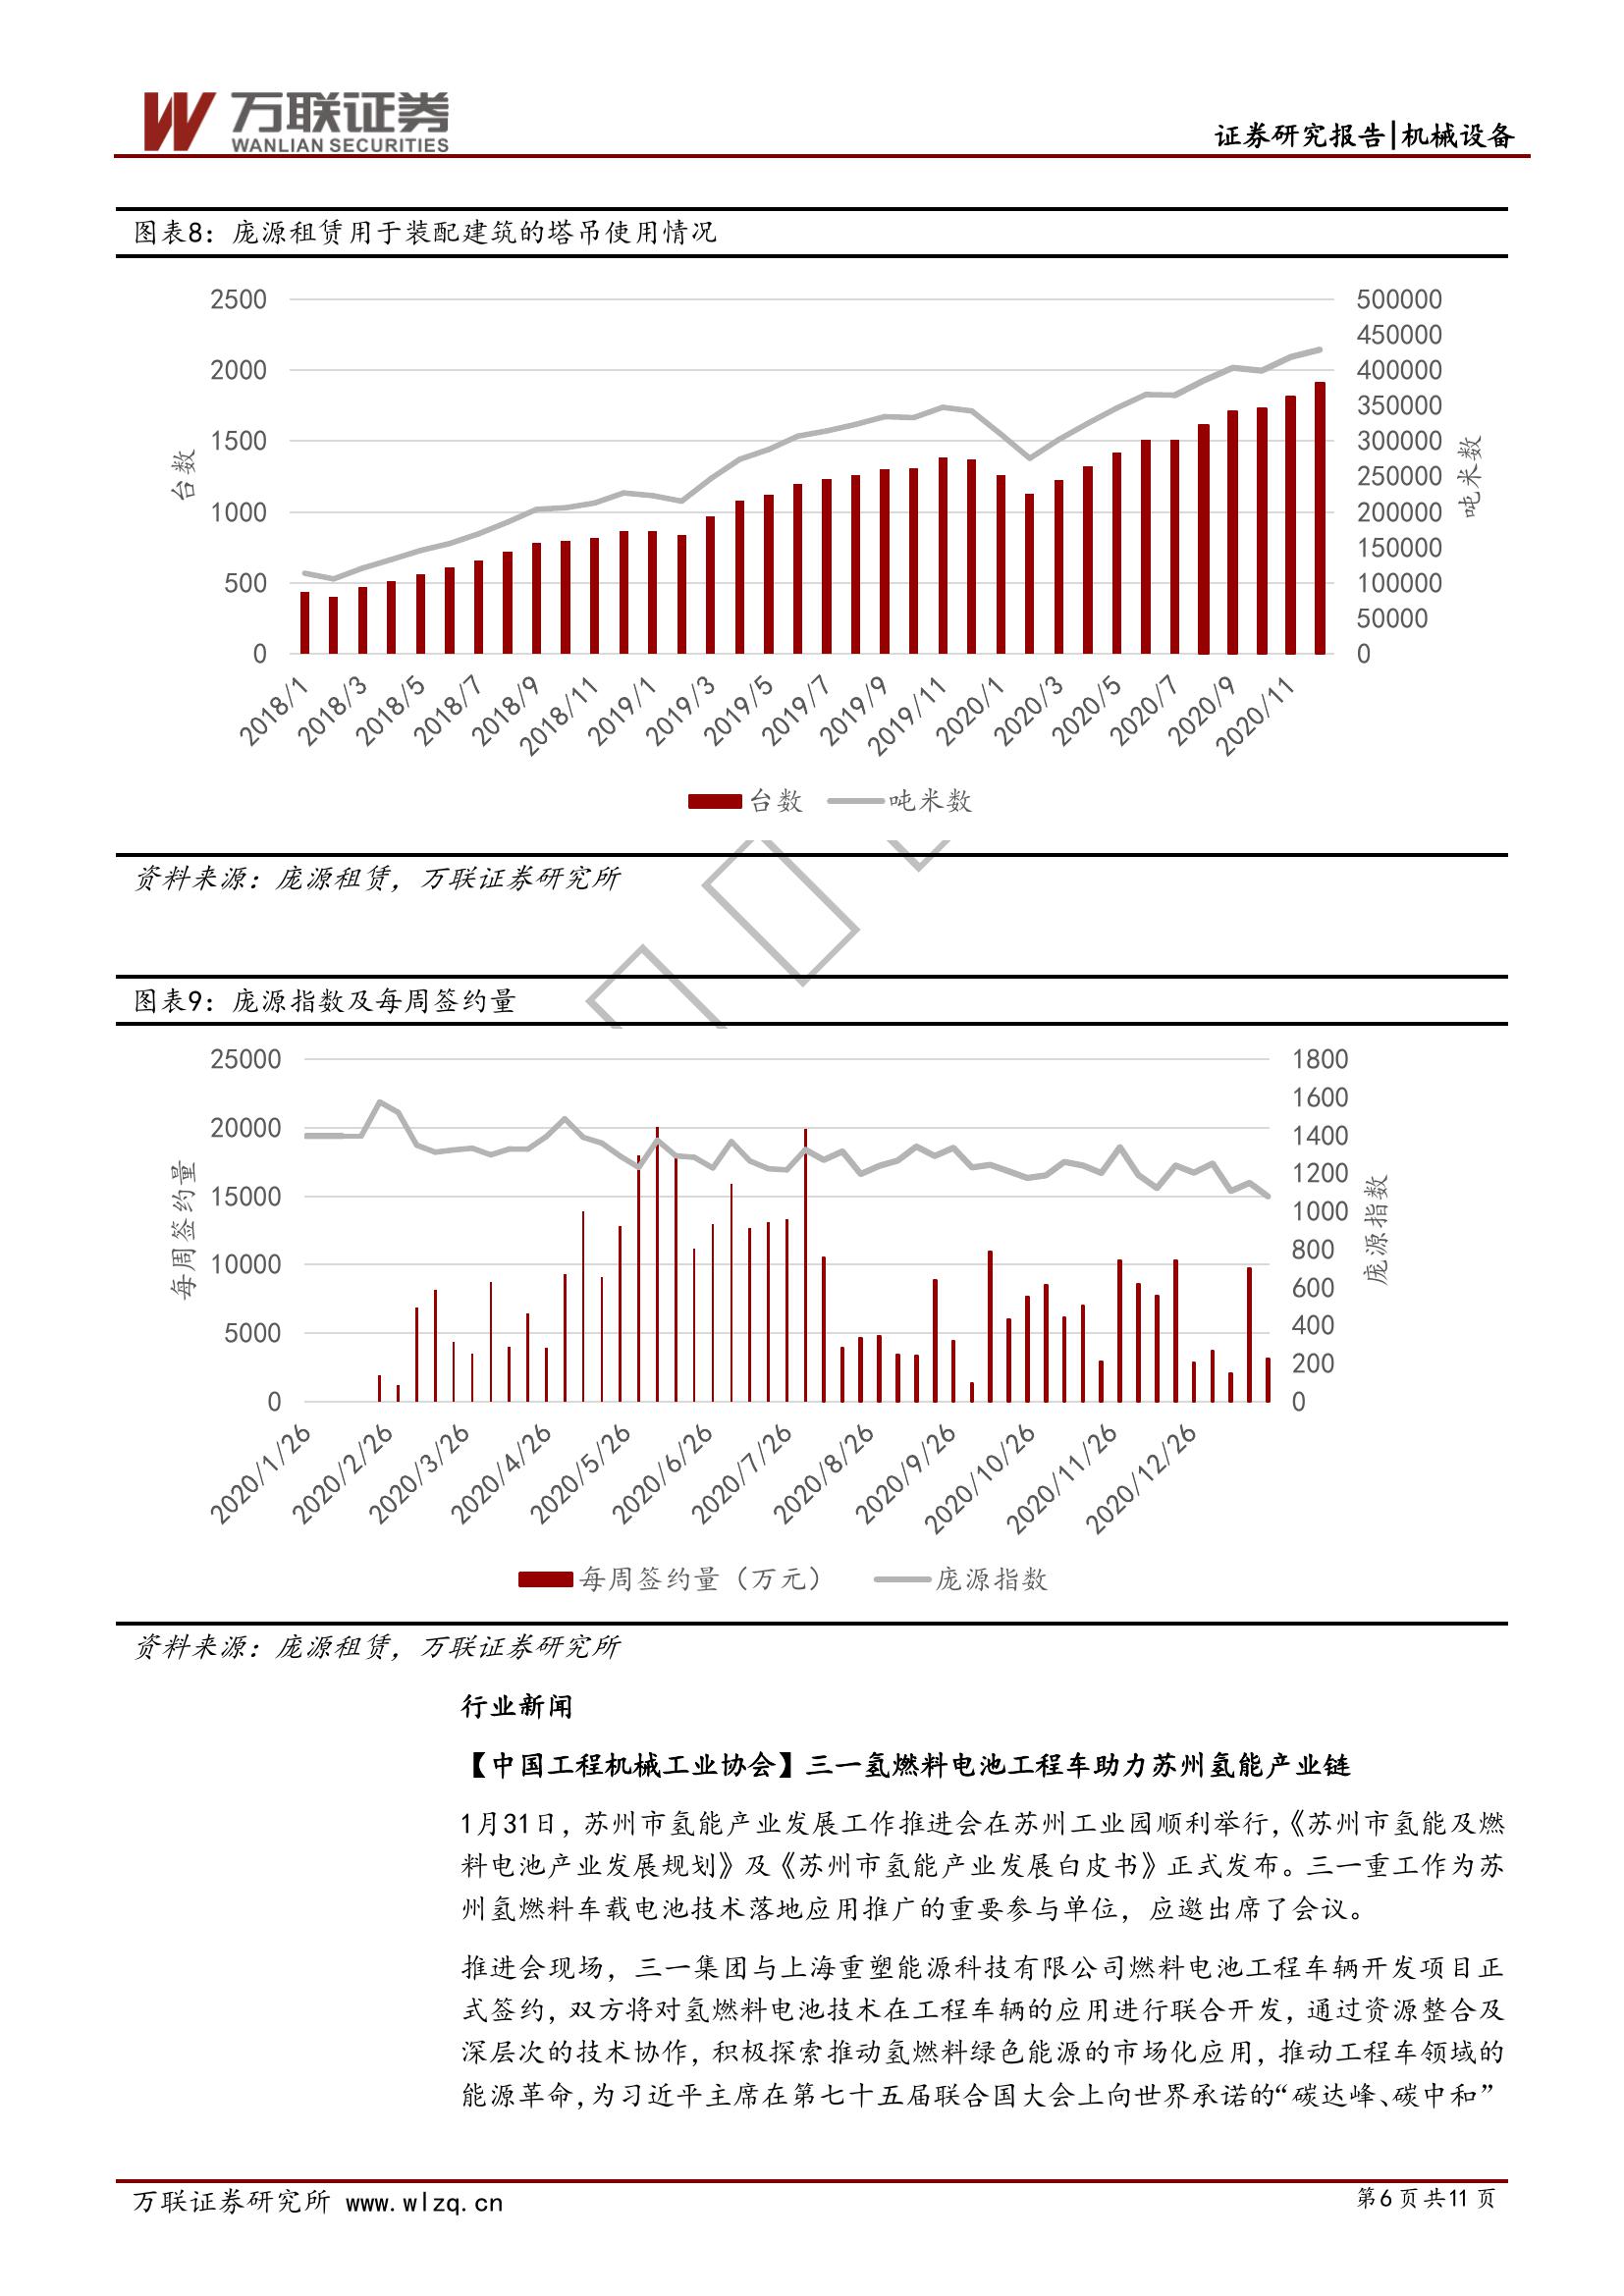 万联证券
WANLIAN SECURITIES
证券研究报告|机械设备
图表8：庞源租赁用于装配建筑的塔吊使用情况
2500
2000
1500
1000
500
0
台数
500000
450000
400000
350000
300000
250000
200000
150000
100000
50000
0
吨米数
2018/1
2018/3
2018/5
2018/7
2018/9
2018/11
2019/1
2019/3
2019/5
2019/7
2019/9
2019/11
2020/1
2020/3
2020/5
2020/7
2020/9
2020/11
台数 吨米数
资料来源：庞源租赁，万联证券研究所
图表9：庞源指数及每周签约量
25000
20000
15000
10000
5000
0
每周签约量
1800
1600
1400
1200
1000
800
600
400
200
0
庞源指数
2020/1/26
2020/2/26
2020/3/26
2020/4/26
2020/5/26
2020/6/26
2020/7/26
2020/8/26
2020/9/26
2020/10/26
2020/11/26
2020/12/26
每周签约量（万元） 庞源指数
资料来源：庞源租赁，万联证券研究所
行业新闻
【中国工程机械工业协会】三一氢燃料电池工程车助力苏州氢能产业链
1月31日，苏州市氢能产业发展工作推进会在苏州工业园顺利举行，《苏州市氢能及燃
料电池产业发展规划》及《苏州市氢能产业发展白皮书》正式发布。三一重工作为苏
州氢燃料车载电池技术落地应用推广的重要参与单位，应邀出席了会议。
推进会现场，三一集团与上海重塑能源科技有限公司燃料电池工程车辆开发项目正
式签约，双方将对氢燃料电池技术在工程车辆的应用进行联合开发，通过资源整合及
深层次的技术协作，积极探索推动氢燃料绿色能源的市场化应用，推动工程车领域的
能源革命，为习近平主席在第七十五届联合国大会上向世界承诺的“碳达峰、碳中和”
万联证券研究所 www.wlzq.cn
第6页共11页